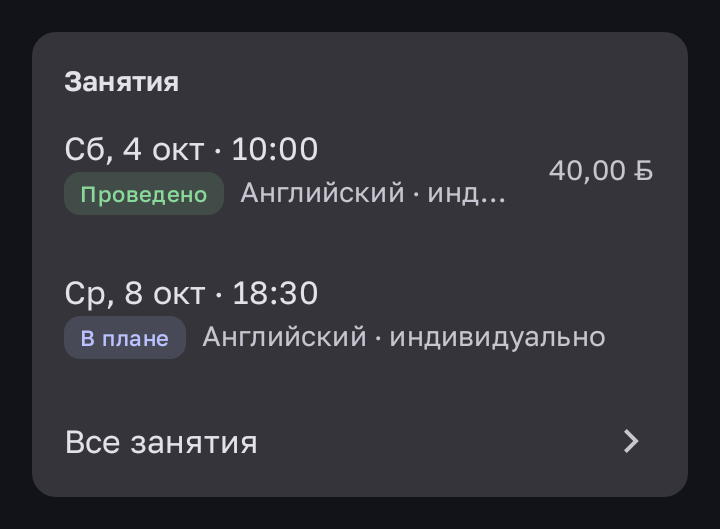 Занятия
Сб, 4 окт · 10:00
40,00 Ƃ
Проведено Английский · инд...
Ср, 8 окт · 18:30
В плане Английский · индивидуально
Все занятия